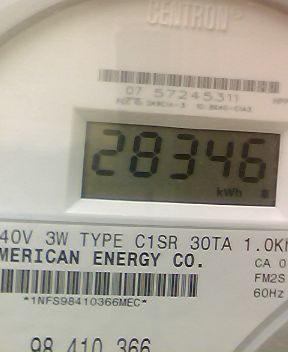 CENTRON®
D7 57245311
28346
kWh
40V 3W TYPE C1SR 30TA 1.0K
MERICAN ENERGY CO.
CA 0
FM2S
60Hz
*1NFS98410366MEC*
98 410 366